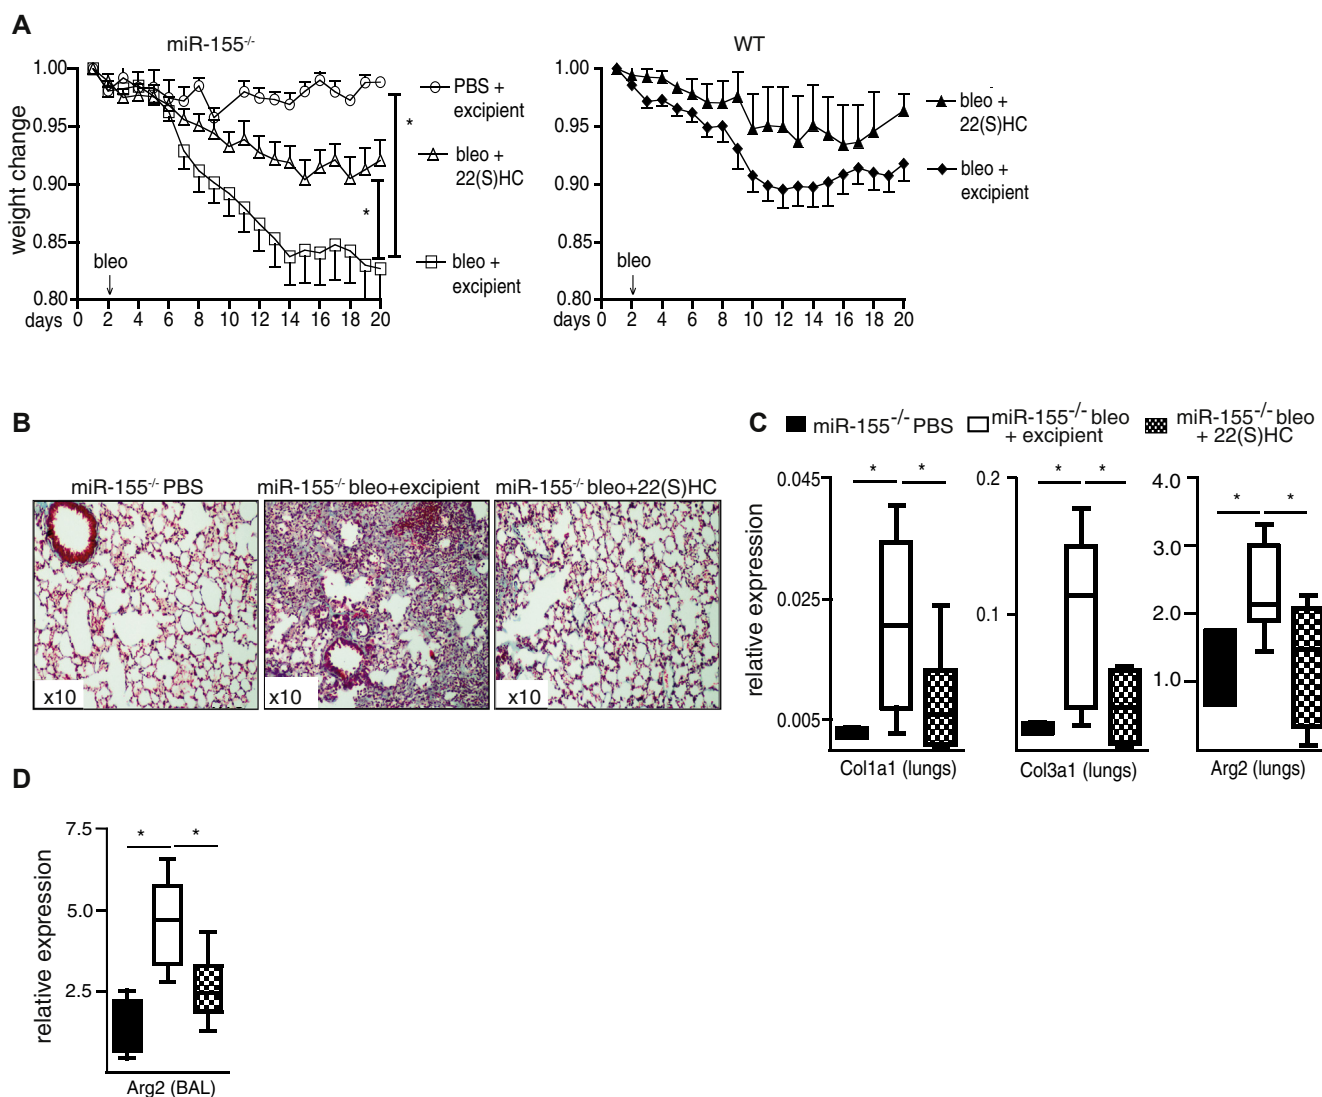 A
miR-155-/-
WT
1.00
0.95
0.90
0.85
0.80
weight change
bleo
days 0 2 4 6 8 10 12 14 16 18 20
PBS +
excipient
*
bleo +
22(S)HC
*
bleo +
excipient
1.00
0.95
0.90
0.85
0.80
bleo
days 0 2 4 6 8 10 12 14 16 18 20
bleo +
22(S)HC
bleo +
excipient
B
miR-155-/- PBS
miR-155-/- bleo+excipient
miR-155-/- bleo+22(S)HC
x10
x10
x10
C
miR-155-/- PBS
miR-155-/- bleo
+ excipient
miR-155-/- bleo
+ 22(S)HC
relative expression
0.045
0.025
0.005
* *
Col1a1 (lungs)
0.2
0.1
* *
Col3a1 (lungs)
4.0
3.0
2.0
1.0
* *
Arg2 (lungs)
D
relative expression
7.5
5.0
2.5
* *
Arg2 (BAL)